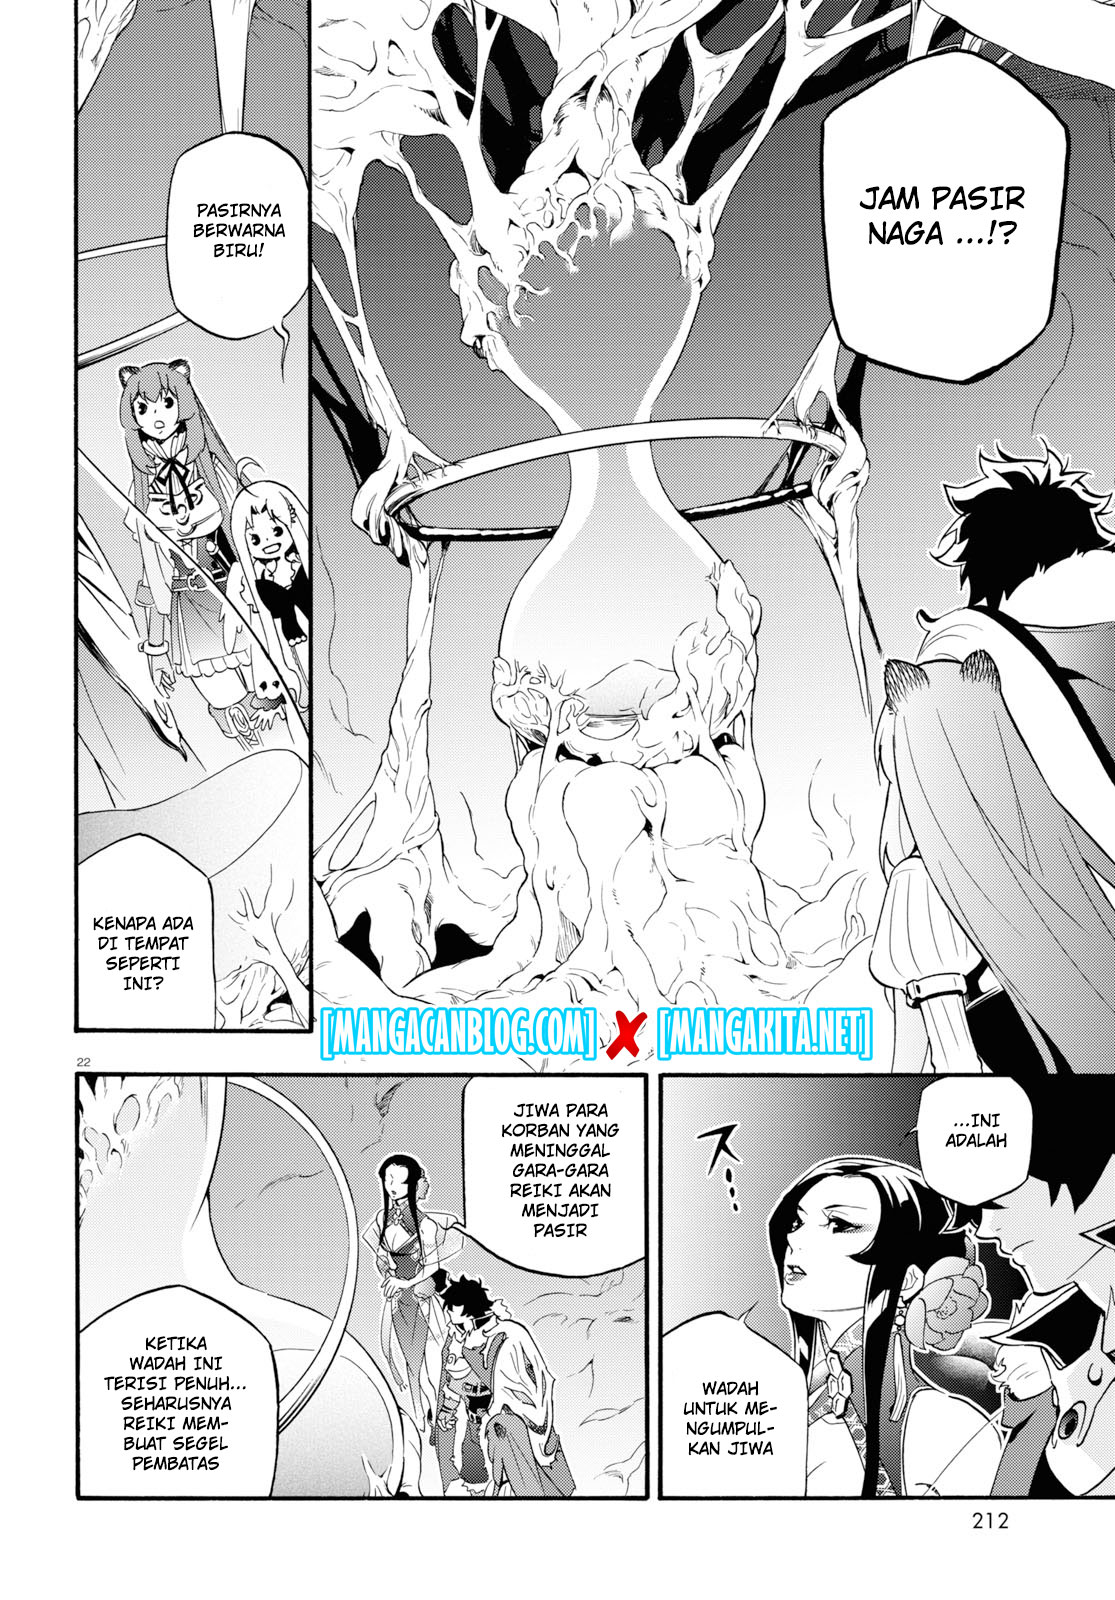 JAM PASIR
NAGA ...!?
PASIRNYA
BERWARNA
BIRU!
KENAPA ADA
DI TEMPAT
SEPERTI
INI?
[MANGACANBLOG.COM] X [MANGAKITA.NET]
22
...INI
ADALAH
WADAH
UNTUK ME-
NGUMPUL-
KAN JIWA
JIWA PARA
KORBAN YANG
MENINGGAL
GARA-GARA
REIKI AKAN
MENJADI
PASIR
KETIKA
WADAH INI
TERISI PENUH...
SEHARUSNYA
REIKI MEM-
BUAT SEGEL
PEMBATAS
212